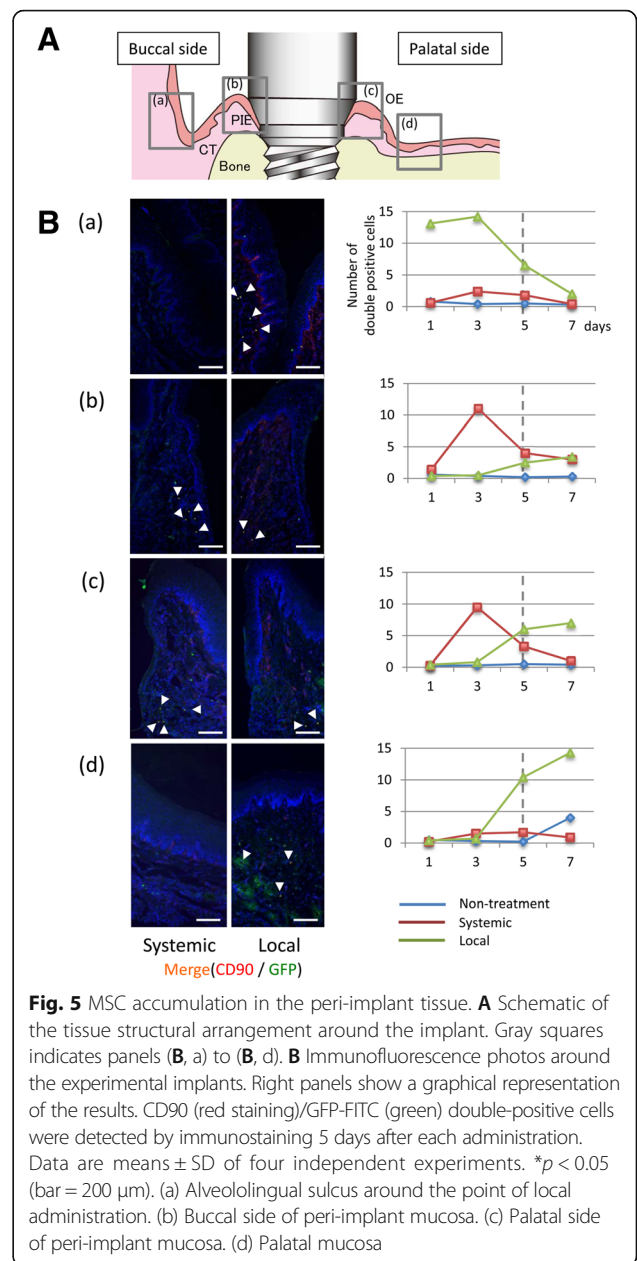 A
Buccal side
Palatal side
(a)
(b)
(c)
(d)
OE
PIE
CT
Bone
B
(a)
Number of
double positive cells
15
10
5
0
1 3 5 7 days
(b)
15
10
5
0
1 3 5 7
(c)
15
10
5
0
1 3 5 7
(d)
15
10
5
0
1 3 5 7
Non-treatment
Systemic
Local
Systemic Local
Merge(CD90 / GFP)
Fig. 5 MSC accumulation in the peri-implant tissue. A Schematic of
the tissue structural arrangement around the implant. Gray squares
indicates panels (B, a) to (B, d). B Immunofluorescence photos around
the experimental implants. Right panels show a graphical representation
of the results. CD90 (red staining)/GFP-FITC (green) double-positive cells
were detected by immunostaining 5 days after each administration.
Data are means ± SD of four independent experiments. *p < 0.05
(bar = 200 μm). (a) Alveololingual sulcus around the point of local
administration. (b) Buccal side of peri-implant mucosa. (c) Palatal side
of peri-implant mucosa. (d) Palatal mucosa